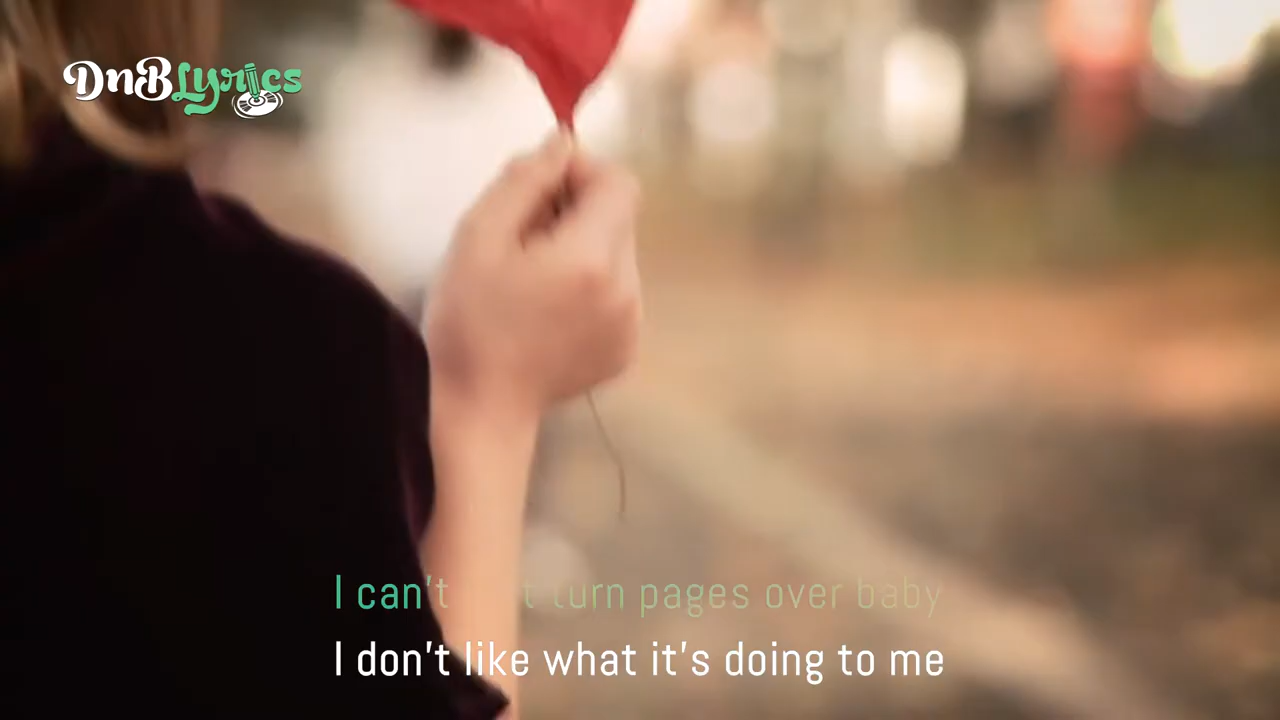 DnBLyrics
I can't t turn pages over baby
I don't like what it's doing to me